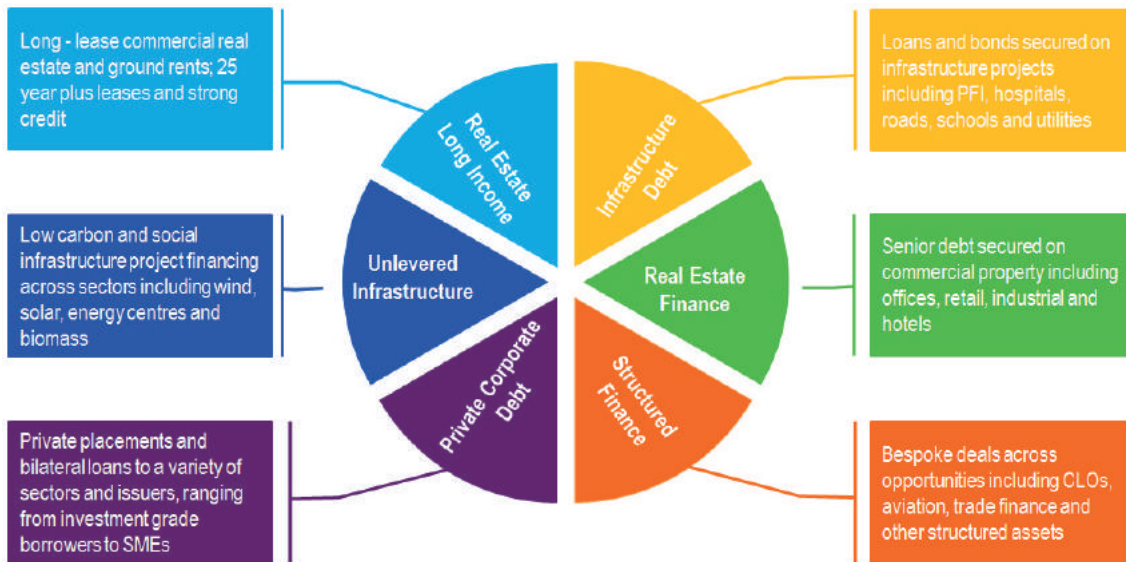 Long - lease commercial real
estate and ground rents; 25
year plus leases and strong
credit
Loans and bonds secured on
infrastructure projects
including PFI, hospitals,
roads, schools and utilities
Real Estate
Long Income
Infrastructure
Debt
Low carbon and social
infrastructure project financing
across sectors including wind,
solar, energy centres and
biomass
Unlevered
Infrastructure
Real Estate
Finance
Senior debt secured on
commercial property including
offices, retail, industrial and
hotels
Private Corporate
Debt
Structured
Finance
Private placements and
bilateral loans to a variety of
sectors and issuers, ranging
from investment grade
borrowers to SMEs
Bespoke deals across
opportunities including CLOs,
aviation, trade finance and
other structured assets